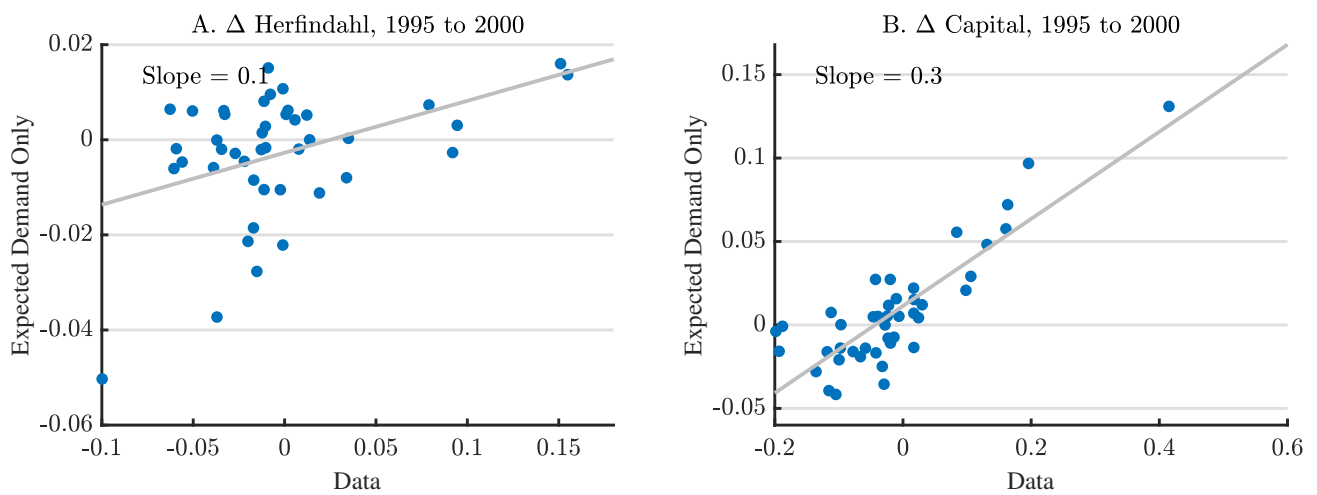 A. Δ Herfindahl, 1995 to 2000
Slope = 0.1
Expected Demand Only
0.02
0
-0.02
-0.04
-0.06
-0.1
-0.05
0
0.05
0.1
0.15
Data
B. Δ Capital, 1995 to 2000
Slope = 0.3
Expected Demand Only
0.15
0.1
0.05
0
-0.05
-0.2
0
0.2
0.4
0.6
Data